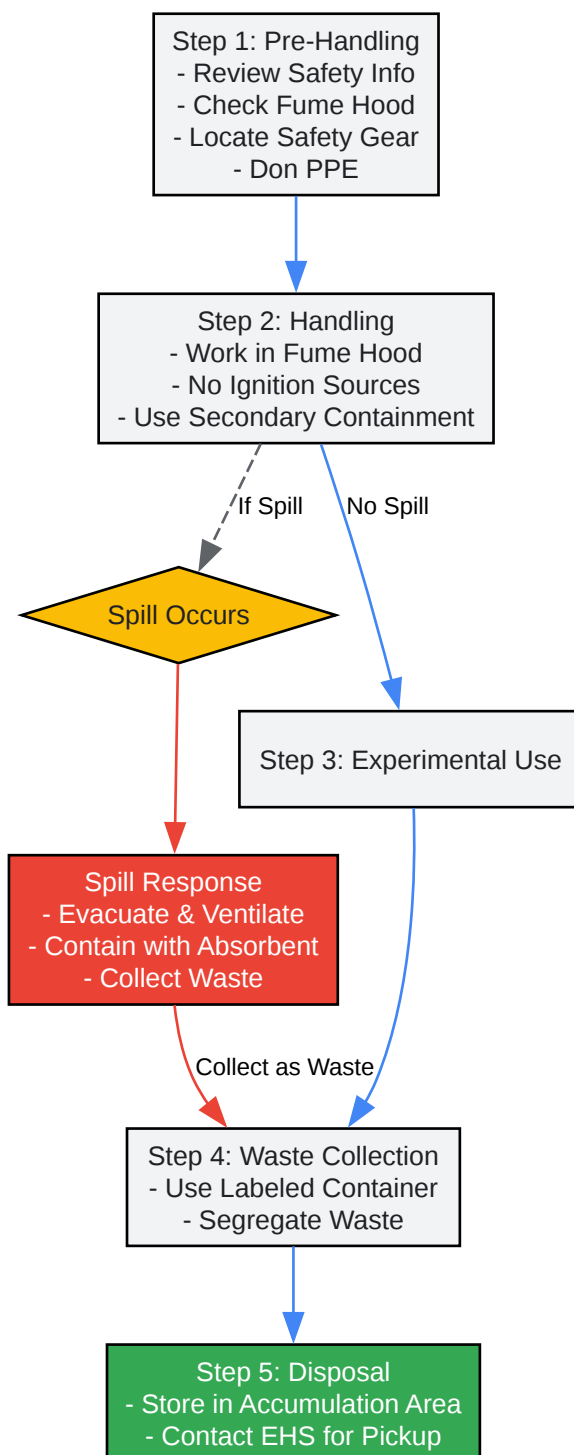 Step 1: Pre-Handling
- Review Safety Info
- Check Fume Hood
- Locate Safety Gear
- Don PPE
Step 2: Handling
- Work in Fume Hood
- No Ignition Sources
- Use Secondary Containment
If Spill
No Spill
Spill Occurs
Step 3: Experimental Use
Spill Response
- Evacuate & Ventilate
- Contain with Absorbent
- Collect Waste
Collect as Waste
Step 4: Waste Collection
- Use Labeled Container
- Segregate Waste
Step 5: Disposal
- Store in Accumulation Area
- Contact EHS for Pickup